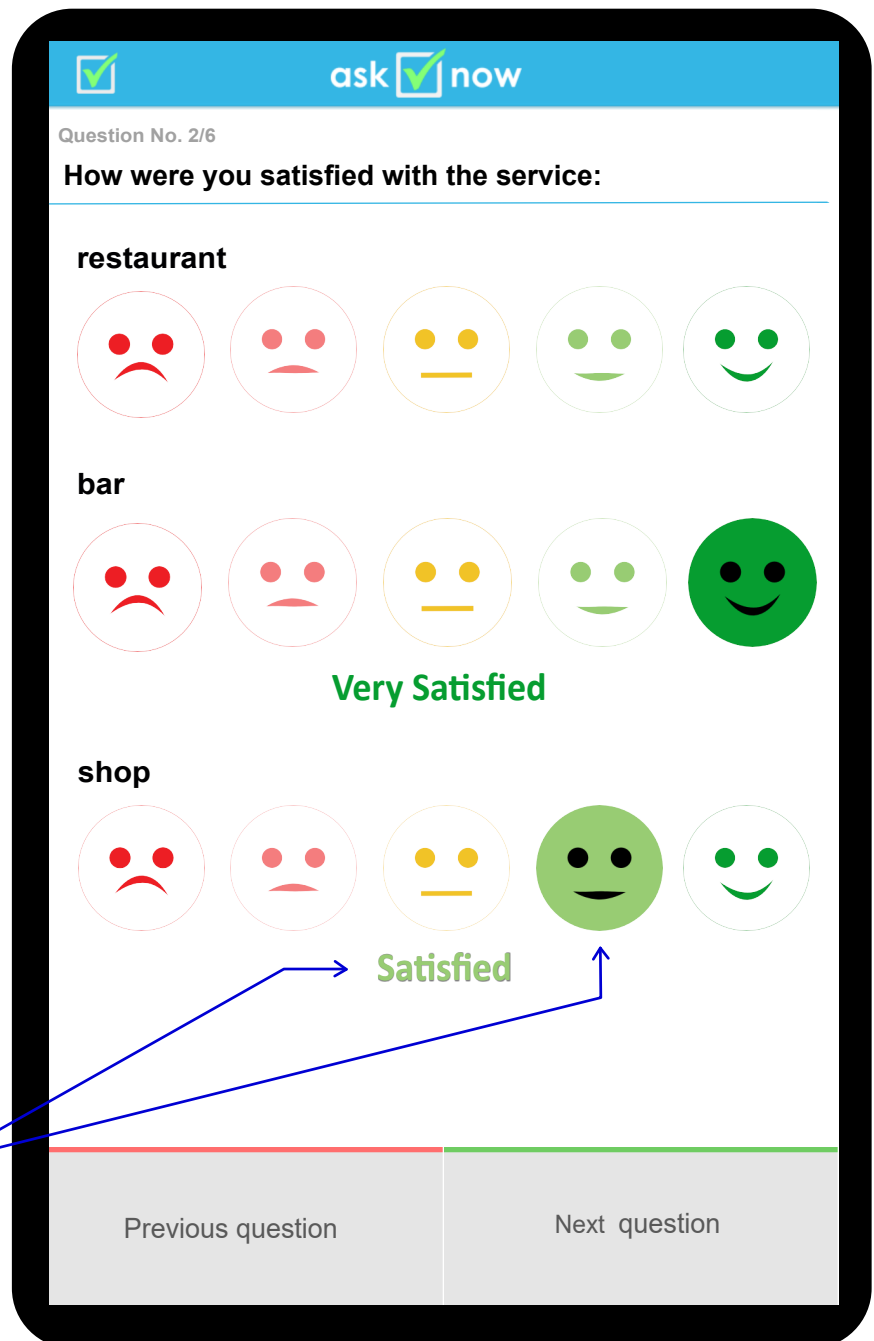 ask now
Question No. 2/6
How were you satisfied with the service:
restaurant
bar
Very Satisfied
shop
Satisfied
Previous question
Next question